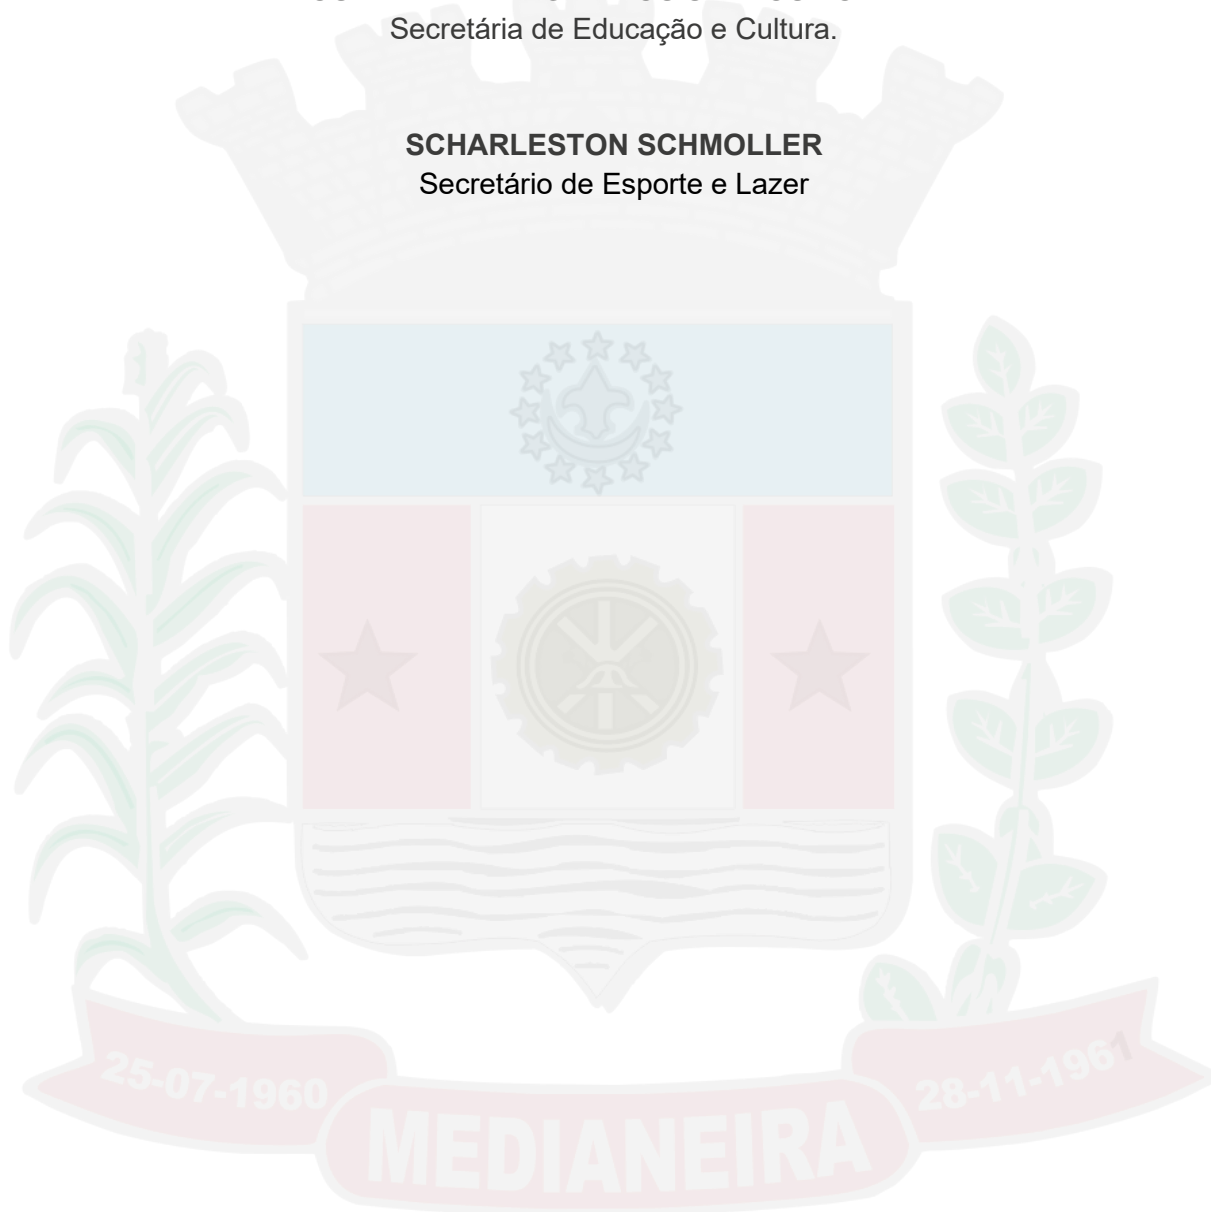 Secretária de Educação e Cultura.
SCHARLESTON SCHMOLLER
Secretário de Esporte e Lazer
25-07-1960
28-11-1961
MEDIANEIRA